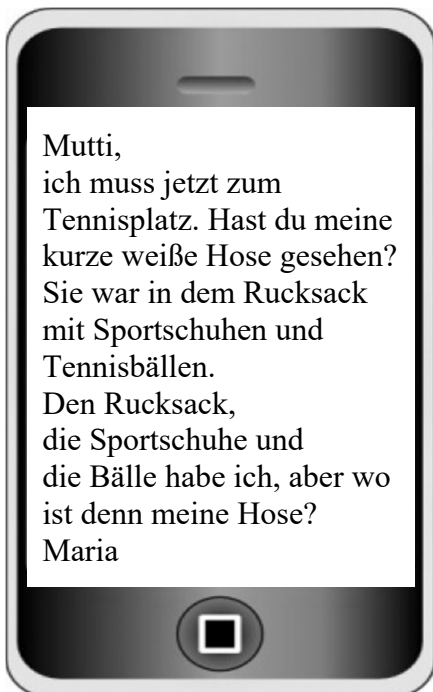 Mutti,
ich muss jetzt zum
Tennisplatz. Hast du meine
kurze weiße Hose gesehen?
Sie war in dem Rucksack
mit Sportschuhen und
Tennisbällen.
Den Rucksack,
die Sportschuhe und
die Bälle habe ich, aber wo
ist denn meine Hose?
Maria